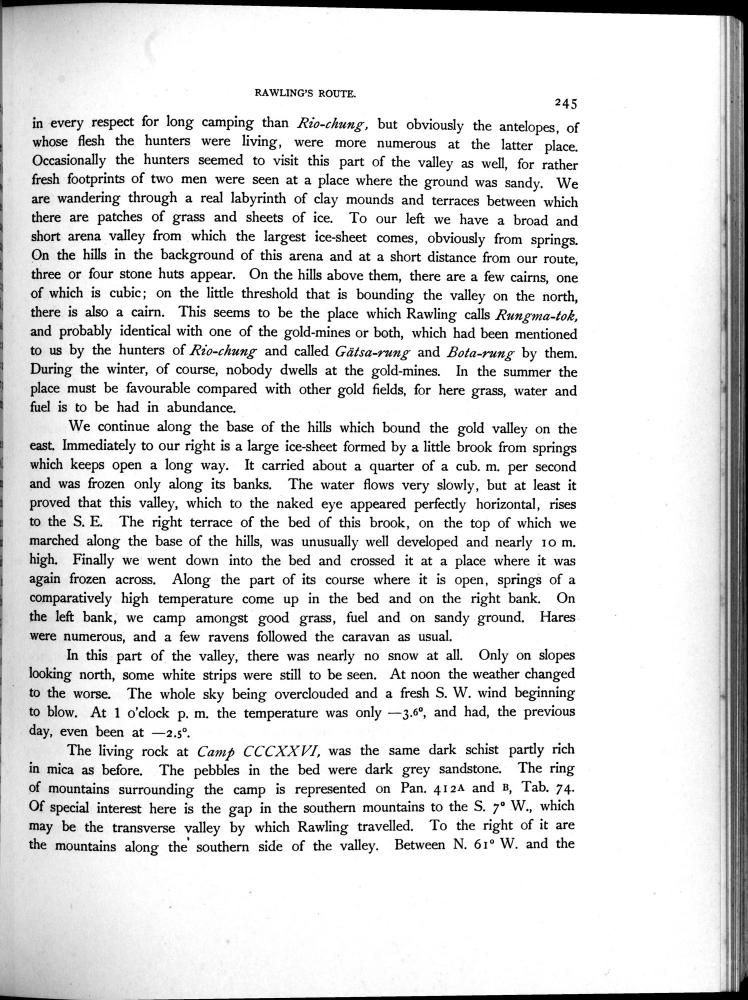 RAWLING'S ROUTE.
245
in every respect for long camping than Rio-chung, but obviously the antelopes, of
whose flesh the hunters were living, were more numerous at the latter place.
Occasionally the hunters seemed to visit this part of the valley as well, for rather
fresh footprints of two men were seen at a place where the ground was sandy. We
are wandering through a real labyrinth of clay mounds and terraces between which
there are patches of grass and sheets of ice. To our left we have a broad and
short arena valley from which the largest ice-sheet comes, obviously from springs.
On the hills in the background of this arena and at a short distance from our route,
three or four stone huts appear. On the hills above them, there are a few cairns, one
of which is cubic; on the little threshold that is bounding the valley on the north,
there is also a cairn. This seems to be the place which Rawling calls Rungma-tok,
and probably identical with one of the gold-mines or both, which had been mentioned
to us by the hunters of Rio-chung and called Gätsa-rung and Bota-rung by them.
During the winter, of course, nobody dwells at the gold-mines. In the summer the
place must be favourable compared with other gold fields, for here grass, water and
fuel is to be had in abundance.
We continue along the base of the hills which bound the gold valley on the
east. Immediately to our right is a large ice-sheet formed by a little brook from springs
which keeps open a long way. It carried about a quarter of a cub. m. per second
and was frozen only along its banks. The water flows very slowly, but at least it
proved that this valley, which to the naked eye appeared perfectly horizontal, rises
to the S. E. The right terrace of the bed of this brook, on the top of which we
marched along the base of the hills, was unusually well developed and nearly 10 m.
high. Finally we went down into the bed and crossed it at a place where it was
again frozen across. Along the part of its course where it is open, springs of a
comparatively high temperature come up in the bed and on the right bank. On
the left bank, we camp amongst good grass, fuel and on sandy ground. Hares
were numerous, and a few ravens followed the caravan as usual.
In this part of the valley, there was nearly no snow at all. Only on slopes
looking north, some white strips were still to be seen. At noon the weather changed
to the worse. The whole sky being overclouded and a fresh S. W. wind beginning
to blow. At 1 o'clock p. m. the temperature was only —3.6°, and had, the previous
day, even been at —2.5°.
The living rock at Camp CCCXXVI, was the same dark schist partly rich
in mica as before. The pebbles in the bed were dark grey sandstone. The ring
of mountains surrounding the camp is represented on Pan. 412A and B, Tab. 74.
Of special interest here is the gap in the southern mountains to the S. 7° W., which
may be the transverse valley by which Rawling travelled. To the right of it are
the mountains along the southern side of the valley. Between N. 61° W. and the